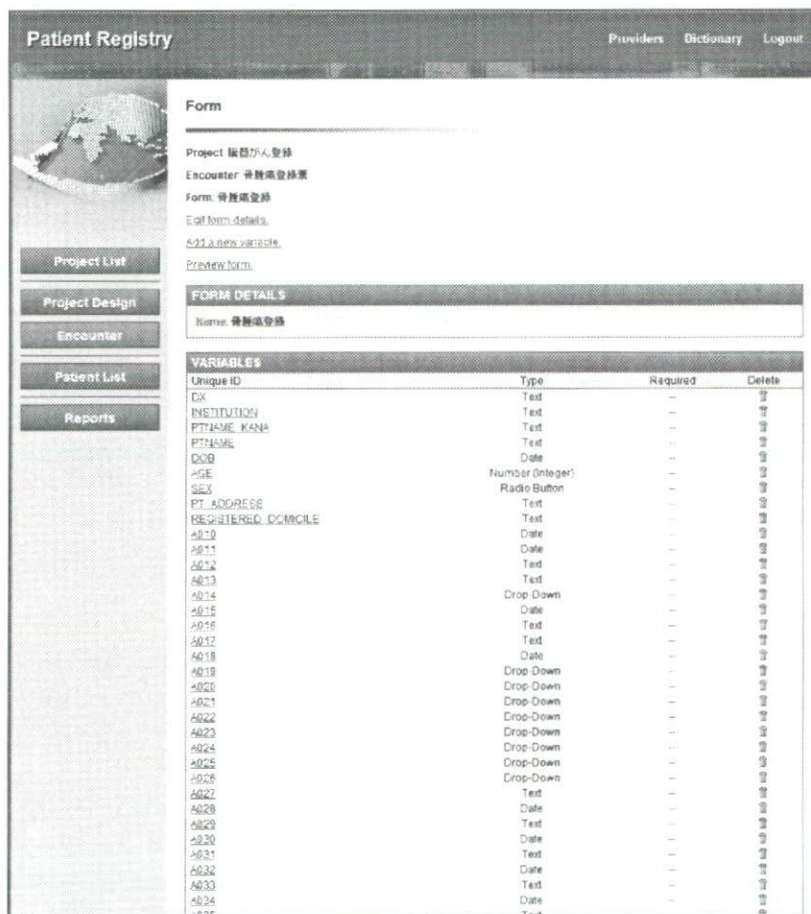 Patient Registry
Providers Dictionary Logout
Form
Project 臓器がん登録
Encounter 骨腫瘍登録票
Form: 骨腫瘍登録
Edit form details.
Add a new variable.
Preview form.
Project List
Project Design
Encounter
Patient List
Reports
FORM DETAILS
Name: 骨腫瘍登録
VARIABLES
Unique ID Type Required Delete
DX Text --
INSTITUTION Text --
PTNAME_KANA Text --
PTNAME Text --
DOB Date --
AGE Number (Integer) --
SEX Radio Button --
PT_ADDRESS Text --
REGISTERED_DOMICILE Text --
A010 Date --
A011 Date --
A012 Text --
A013 Text --
A014 Drop-Down --
A015 Date --
A016 Text --
A017 Text --
A018 Date --
A019 Drop-Down --
A020 Drop-Down --
A021 Drop-Down --
A022 Drop-Down --
A023 Drop-Down --
A024 Drop-Down --
A025 Drop-Down --
A026 Drop-Down --
A027 Text --
A028 Date --
A029 Text --
A030 Date --
A031 Text --
A032 Date --
A033 Text --
A034 Date --